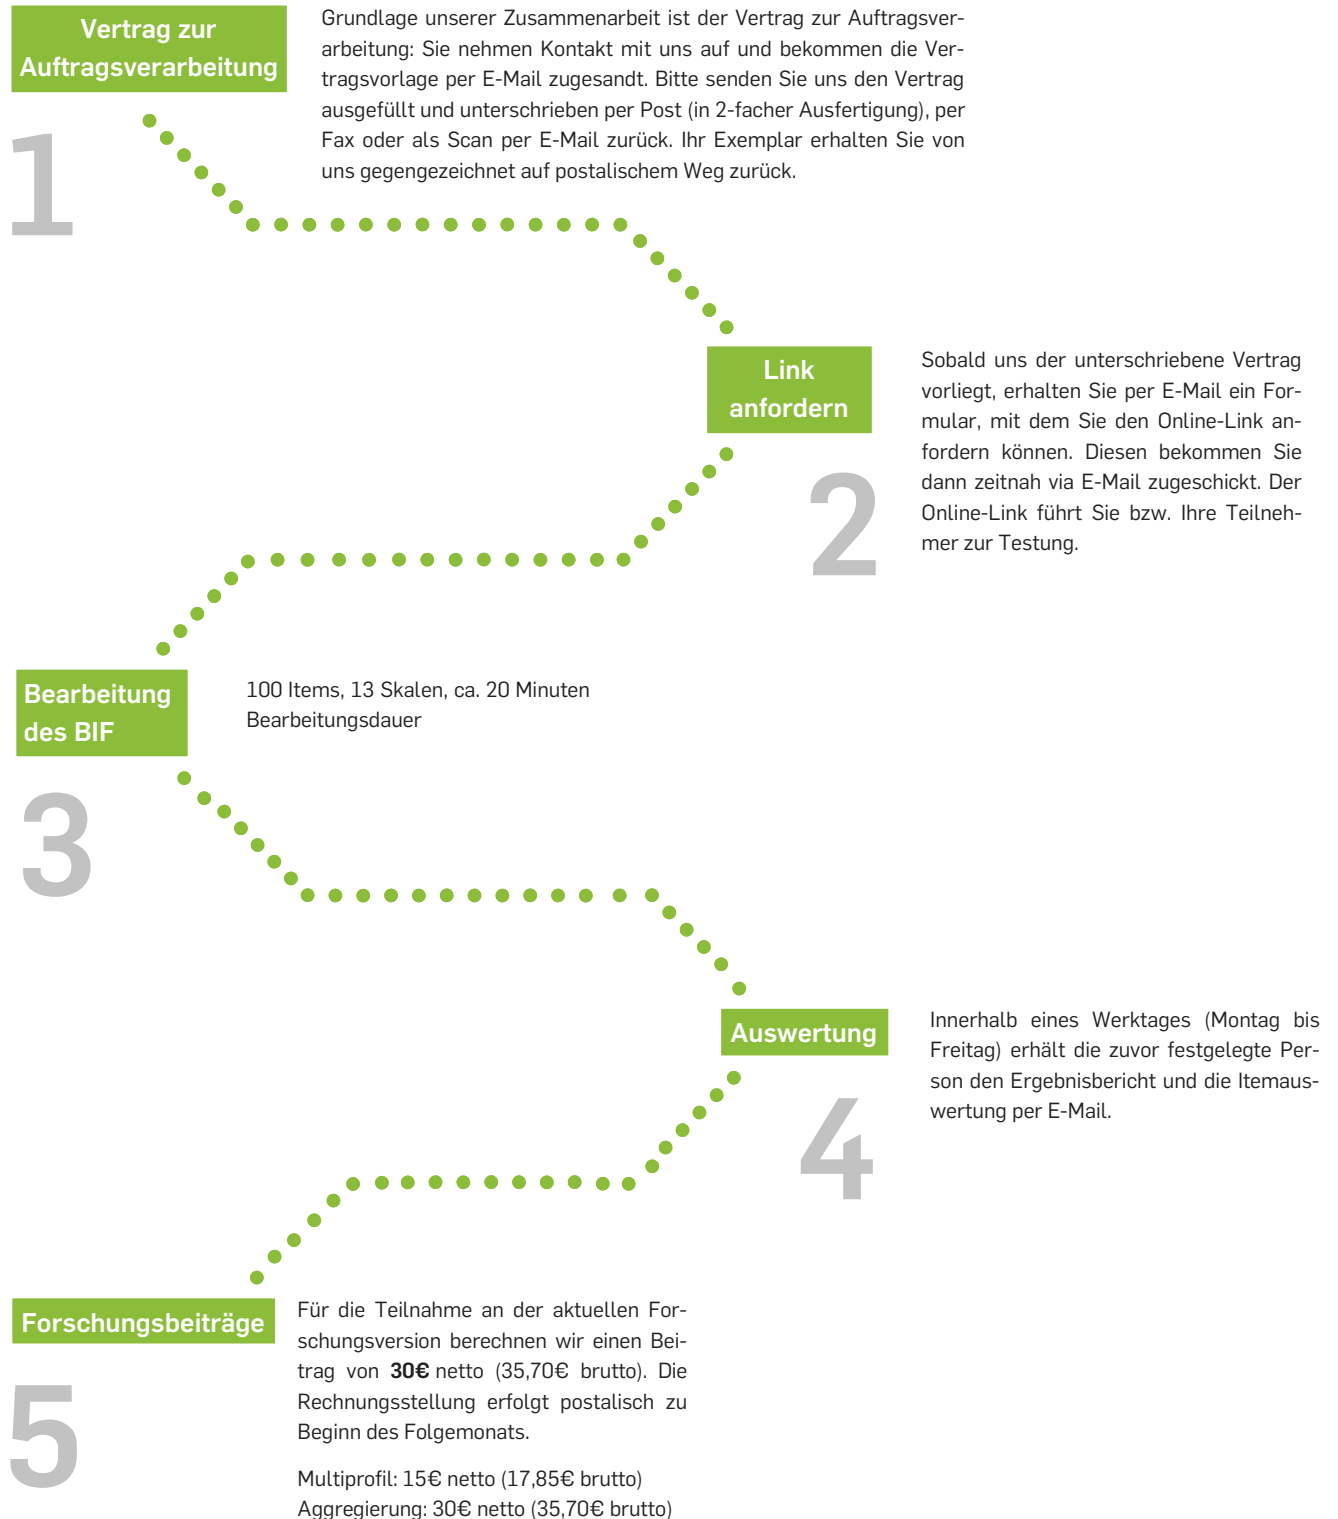 Vertrag zur
Auftragsverarbeitung
Grundlage unserer Zusammenarbeit ist der Vertrag zur Auftragsver-
arbeitung: Sie nehmen Kontakt mit uns auf und bekommen die Ver-
tragsvorlage per E-Mail zugesandt. Bitte senden Sie uns den Vertrag
ausgefüllt und unterschrieben per Post (in 2-facher Ausfertigung), per
Fax oder als Scan per E-Mail zurück. Ihr Exemplar erhalten Sie von
uns gegengezeichnet auf postalischem Weg zurück.
1
Link
anfordern
Sobald uns der unterschriebene Vertrag
vorliegt, erhalten Sie per E-Mail ein For-
mular, mit dem Sie den Online-Link an-
fordern können. Diesen bekommen Sie
dann zeitnah via E-Mail zugeschickt. Der
Online-Link führt Sie bzw. Ihre Teilneh-
mer zur Testung.
2
Bearbeitung
des BIF
100 Items, 13 Skalen, ca. 20 Minuten
Bearbeitungsdauer
3
Auswertung
Innerhalb eines Werktages (Montag bis
Freitag) erhält die zuvor festgelegte Per-
son den Ergebnisbericht und die Itemaus-
wertung per E-Mail.
4
Forschungsbeiträge
Für die Teilnahme an der aktuellen For-
schungsversion berechnen wir einen Bei-
trag von 30€ netto (35,70€ brutto). Die
Rechnungsstellung erfolgt postalisch zu
Beginn des Folgemonats.
5
Multiprofil: 15€ netto (17,85€ brutto)
Aggregierung: 30€ netto (35,70€ brutto)